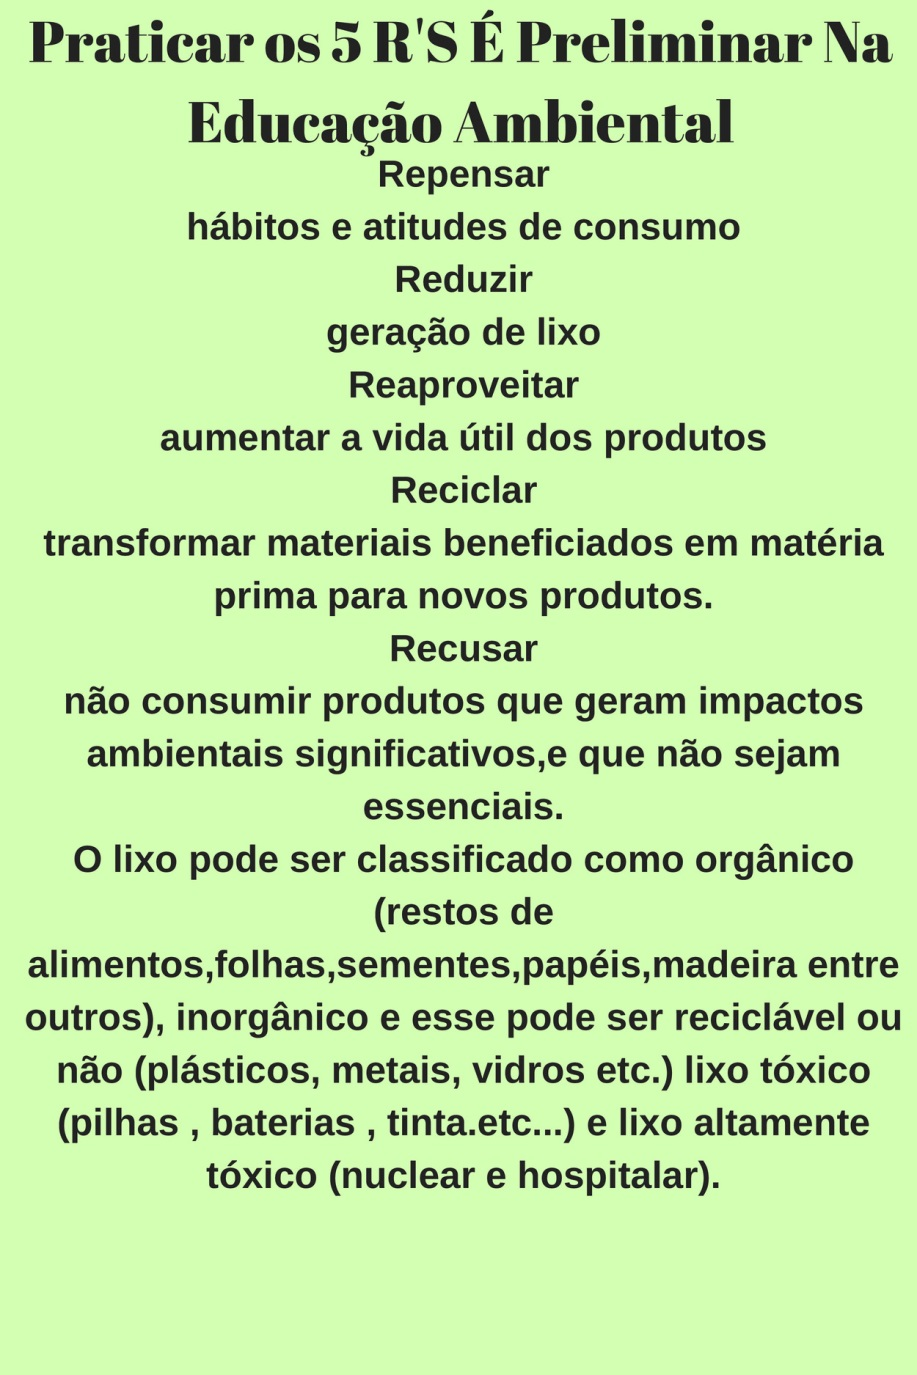 Praticar os 5 R'S É Preliminar Na
Educação Ambiental
Repensar
hábitos e atitudes de consumo
Reduzir
geração de lixo
Reaproveitar
aumentar a vida útil dos produtos
Reciclar
transformar materiais beneficiados em matéria
prima para novos produtos.
Recusar
não consumir produtos que geram impactos
ambientais significativos,e que não sejam
essenciais.
O lixo pode ser classificado como orgânico
(restos de
alimentos,folhas,sementes,papéis,madeira entre
outros), inorgânico e esse pode ser reciclável ou
não (plásticos, metais, vidros etc.) lixo tóxico
(pilhas , baterias , tinta.etc...) e lixo altamente
tóxico (nuclear e hospitalar).